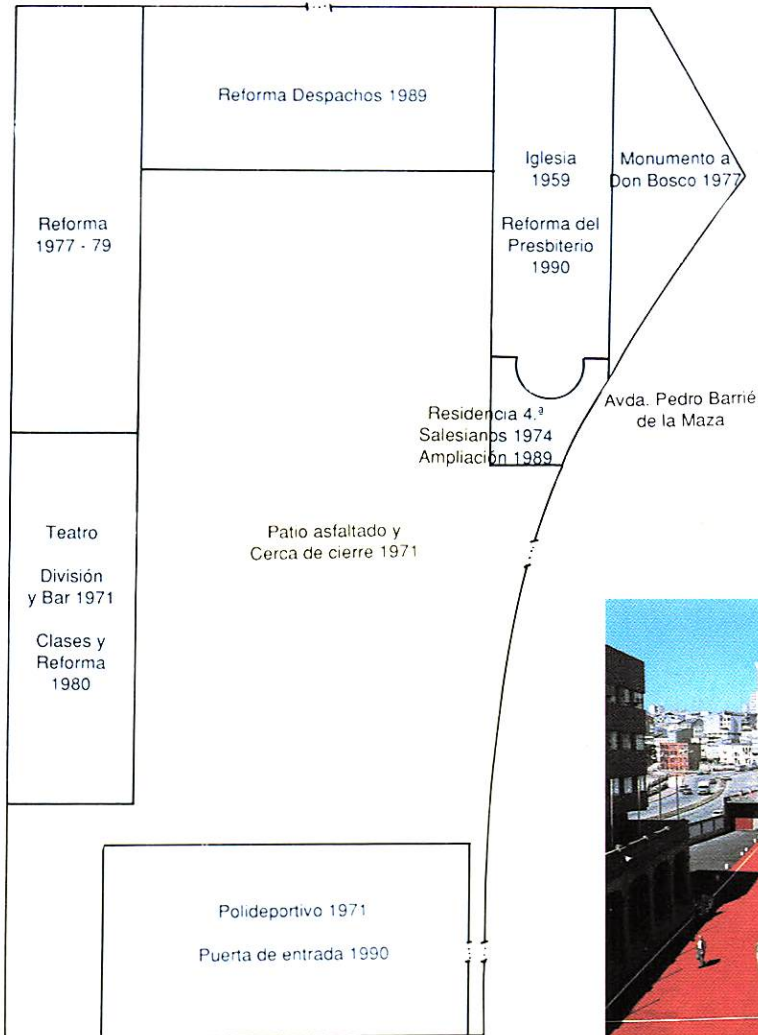 Reforma Despachos 1989
Iglesia
1959
Reforma del
Presbiterio
1990
Monumento a
Don Bosco 1977
Reforma
1977 - 79
Residencia 4.ª
Salesianos 1974
Ampliación 1989
Avda. Pedro Barrié
de la Maza
Teatro
División
y Bar 1971
Clases y
Reforma
1980
Patio asfaltado y
Cerca de cierre 1971
Polideportivo 1971
Puerta de entrada 1990